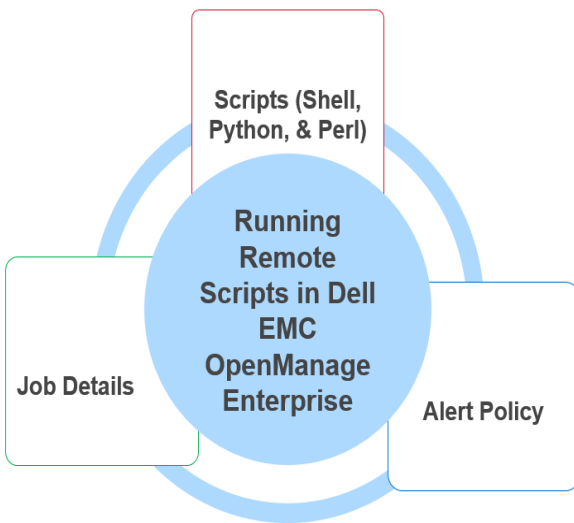 Scripts (Shell,
Python, & Perl)
Running
Remote
Scripts in Dell
EMC
OpenManage
Enterprise
Job Details
Alert Policy